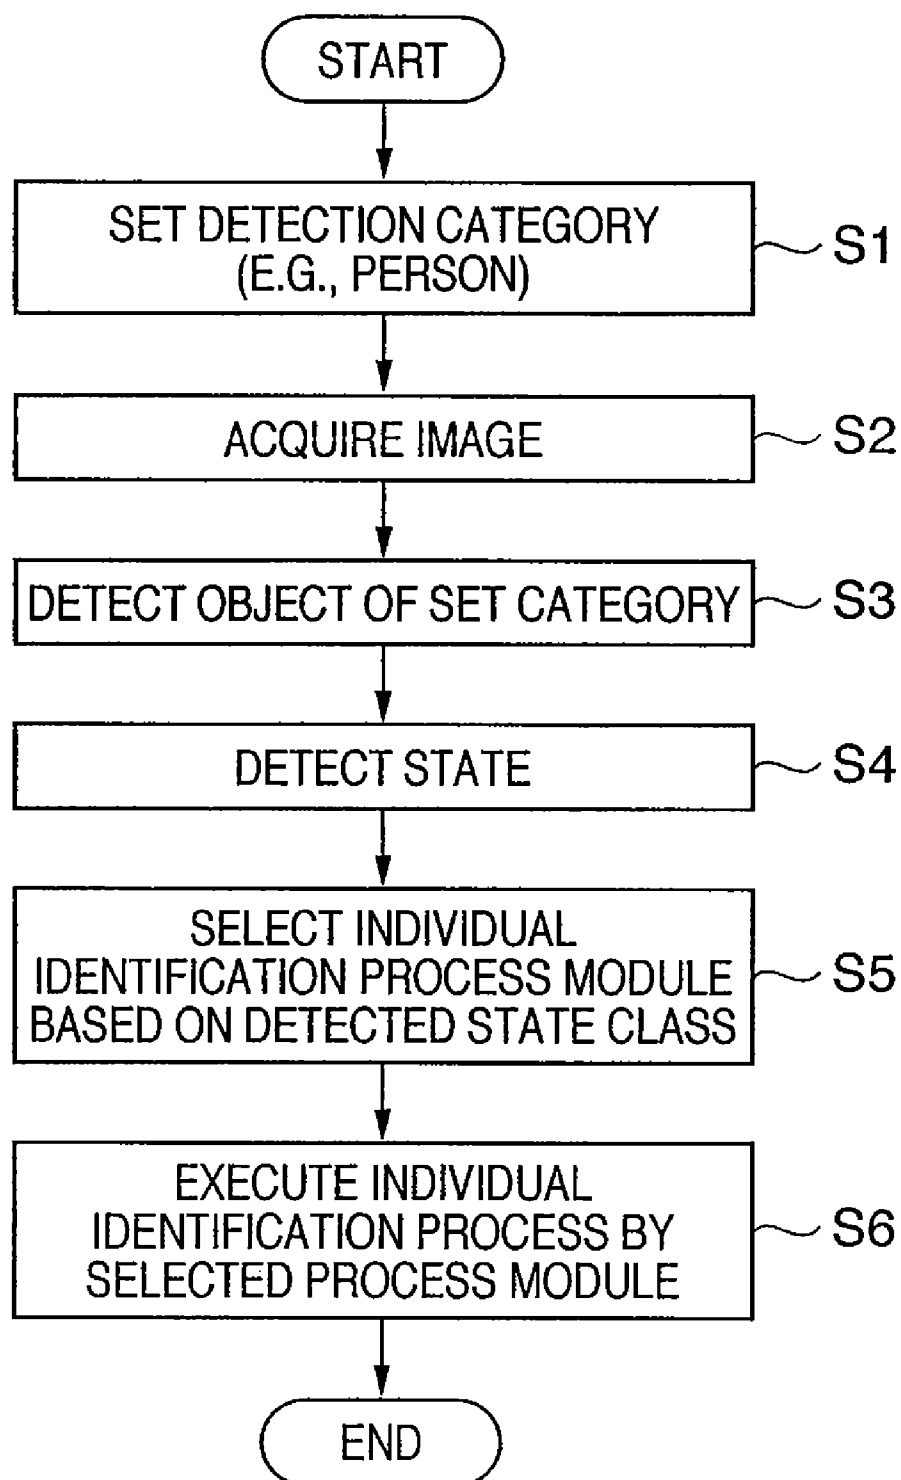 START
SET DETECTION CATEGORY
(E.G., PERSON)
S1
ACQUIRE IMAGE
S2
DETECT OBJECT OF SET CATEGORY
S3
DETECT STATE
S4
SELECT INDIVIDUAL
IDENTIFICATION PROCESS MODULE
BASED ON DETECTED STATE CLASS
S5
EXECUTE INDIVIDUAL
IDENTIFICATION PROCESS BY
SELECTED PROCESS MODULE
S6
END